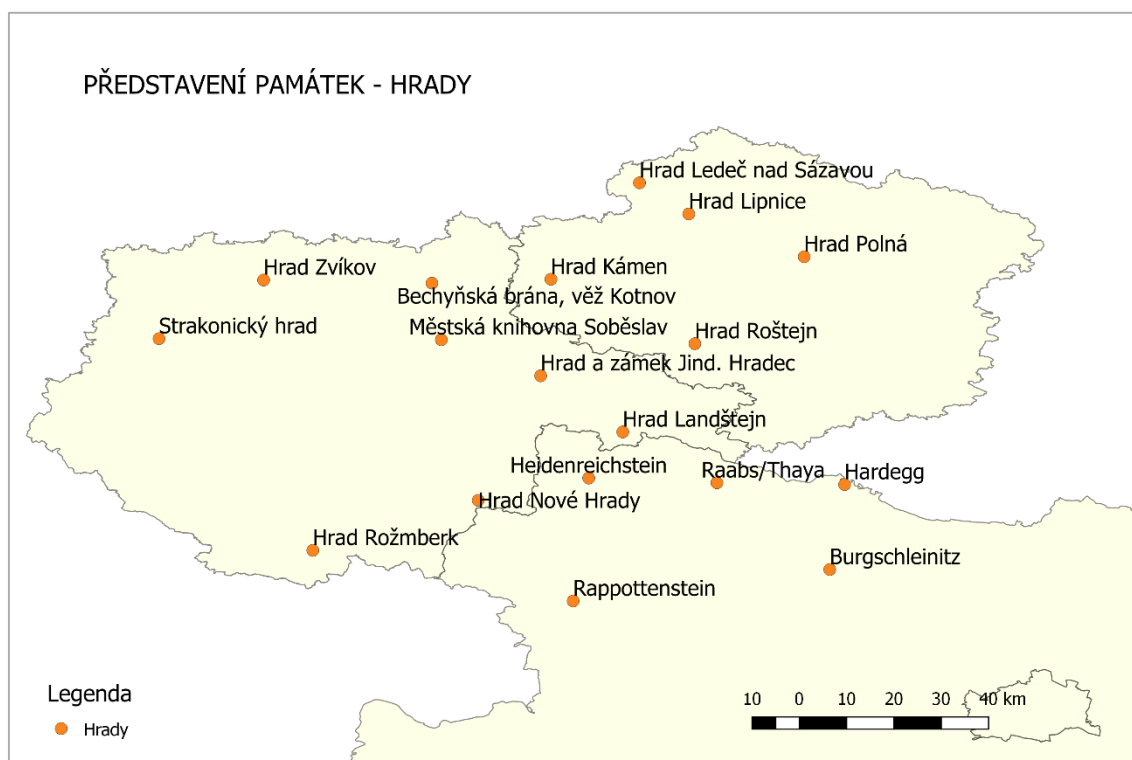 PŘEDSTAVENÍ PAMÁTEK - HRADY
Hrad Ledeč nad Sázavou
Hrad Lipnice
Hrad Polná
Hrad Zvíkov
Hrad Kámen
Bechyňská brána, věž Kotnov
Strakonický hrad
Městská knihovna Soběslav
Hrad Roštejn
Hrad a zámek Jind. Hradec
Hrad Landštejn
Heidenreichstein
Raabs/Thaya
Hardegg
Hrad Nové Hrady
Hrad Rožmberk
Burgschleinitz
Rappottenstein
Legenda
Hrady
10 0 10 20 30 40 km